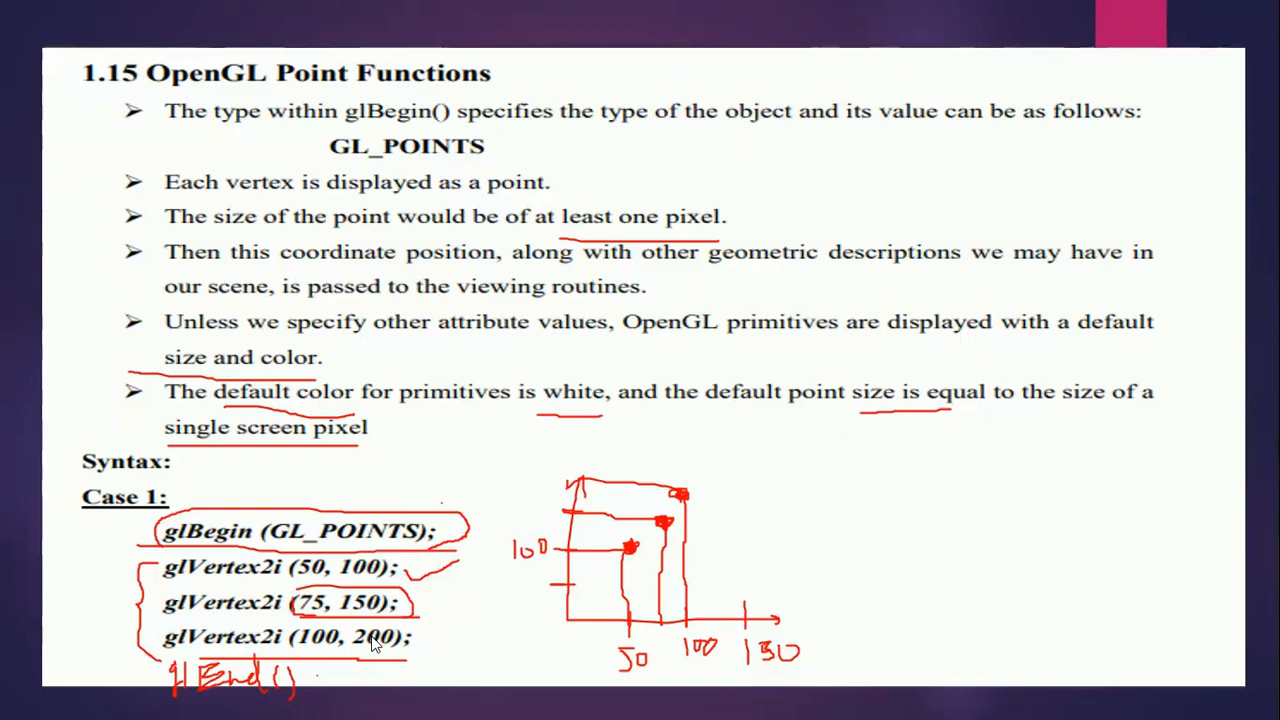 1.15 OpenGL Point Functions
➢ The type within glBegin() specifies the type of the object and its value can be as follows:
GL_POINTS
➢ Each vertex is displayed as a point.
➢ The size of the point would be of at least one pixel.
➢ Then this coordinate position, along with other geometric descriptions we may have in
our scene, is passed to the viewing routines.
➢ Unless we specify other attribute values, OpenGL primitives are displayed with a default
size and color.
➢ The default color for primitives is white, and the default point size is equal to the size of a
single screen pixel
Syntax:
Case 1:
glBegin (GL_POINTS);
glVertex2i (50, 100);
glVertex2i (75, 150);
glVertex2i (100, 200);
glEnd()
100
50 100 150